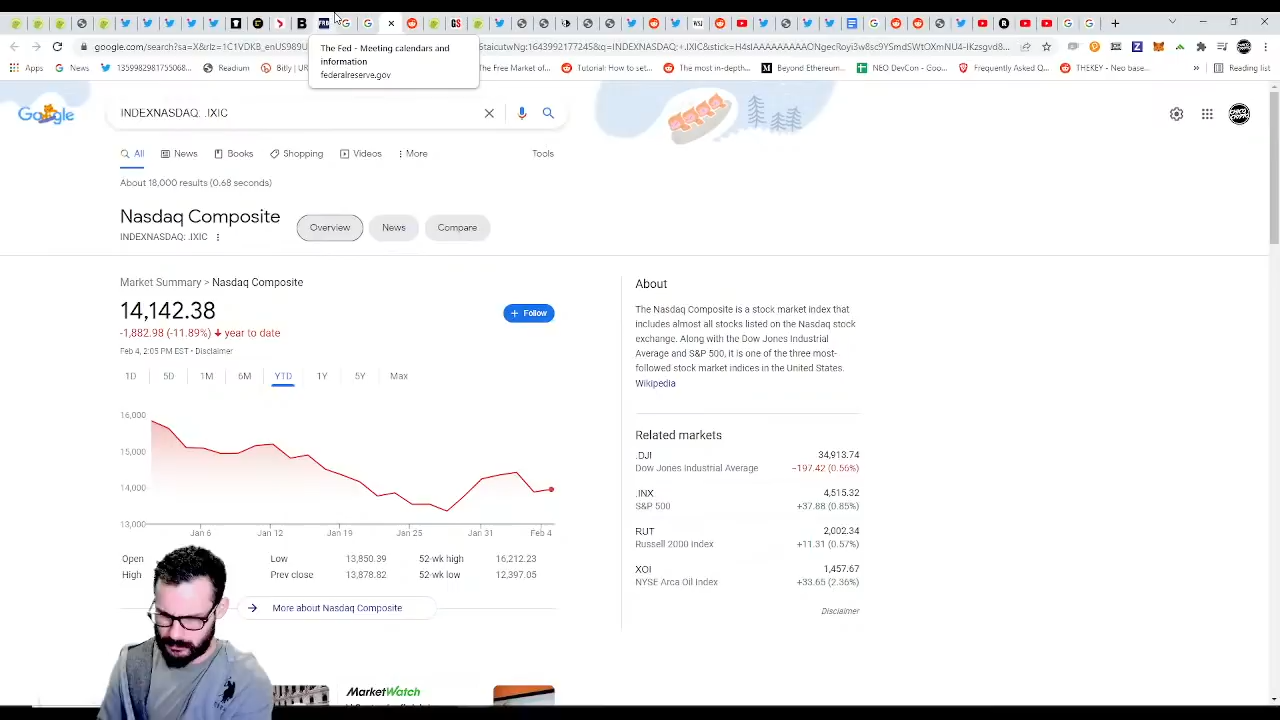 The Fed - Meeting calendars and
information
federalreserve.gov
google.com/search?sa=X&rlz=1C1VDKB_enUS989U
Apps
News
1359982981755068...
Readium
Bitly | U
The Free Market of...
Tutorial: How to set...
The most in-depth...
Beyond Ethereum...
NEO DevCon - Goo...
Frequently Asked Q...
THEKEY - Neo base...
Reading list
Google
INDEXNASDAQ: .IXIC
All
News
Books
Shopping
Videos
More
Tools
About 18,000 results (0.68 seconds)
Nasdaq Composite
INDEXNASDAQ: .IXIC
Overview
News
Compare
Market Summary > Nasdaq Composite
14,142.38
-1,882.98 (-11.89%) year to date
Feb 4, 2:05 PM EST • Disclaimer
+ Follow
1D
5D
1M
6M
YTD
1Y
5Y
Max
16,000
15,000
14,000
13,000
Jan 6
Jan 12
Jan 19
Jan 25
Jan 31
Feb 4
Open
Low 13,850.39
52-wk high 16,212.23
High
Prev close 13,878.82
52-wk low 12,397.05
More about Nasdaq Composite
MarketWatch
About
The Nasdaq Composite is a stock market index that
includes almost all stocks listed on the Nasdaq stock
exchange. Along with the Dow Jones Industrial
Average and S&P 500, it is one of the three most-
followed stock market indices in the United States.
Wikipedia
Related markets
.DJI 34,913.74
Dow Jones Industrial Average −197.42 (0.56%)
.INX 4,515.32
S&P 500 +37.88 (0.85%)
RUT 2,002.34
Russell 2000 Index +11.31 (0.57%)
XOI 1,457.67
NYSE Arca Oil Index +33.65 (2.36%)
Disclaimer